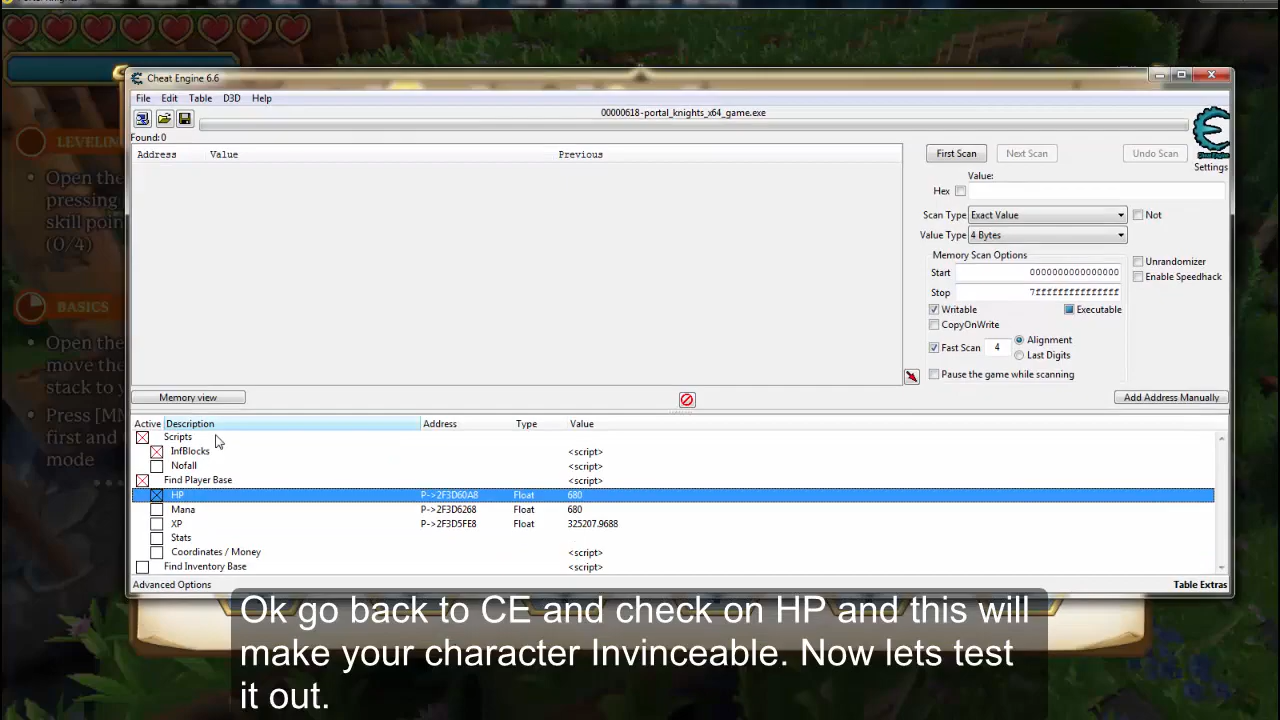 Cheat Engine 6.6
File Edit Table D3D Help
00000618-portal_knights_x64_game.exe
Found:0
Address Value Previous
First Scan Next Scan Undo Scan
Cheat Engine
Settings
Value:
Hex
Scan Type Exact Value Not
Value Type 4 Bytes
Memory Scan Options
Unrandomizer
Enable Speedhack
Start 0000000000000000
Stop 7fffffffffffffff
Writable Executable
CopyOnWrite
Fast Scan 4 Alignment
Last Digits
Pause the game while scanning
Memory view Add Address Manually
Active Description Address Type Value
Scripts
InfBlocks <script>
Nofall <script>
Find Player Base <script>
HP P->2F3D60A8 Float 680
Mana P->2F3D6268 Float 680
XP P->2F3D5FE8 Float 325207.9688
Stats
Coordinates / Money <script>
Find Inventory Base <script>
Advanced Options Table Extras
LEVELIN
• Open the
pressing
skill poin
(0/4)
BASICS
• Open the
move the
stack to y
• Press [MM
first and
mode
Ok go back to CE and check on HP and this will
make your character Invinceable. Now lets test
it out.